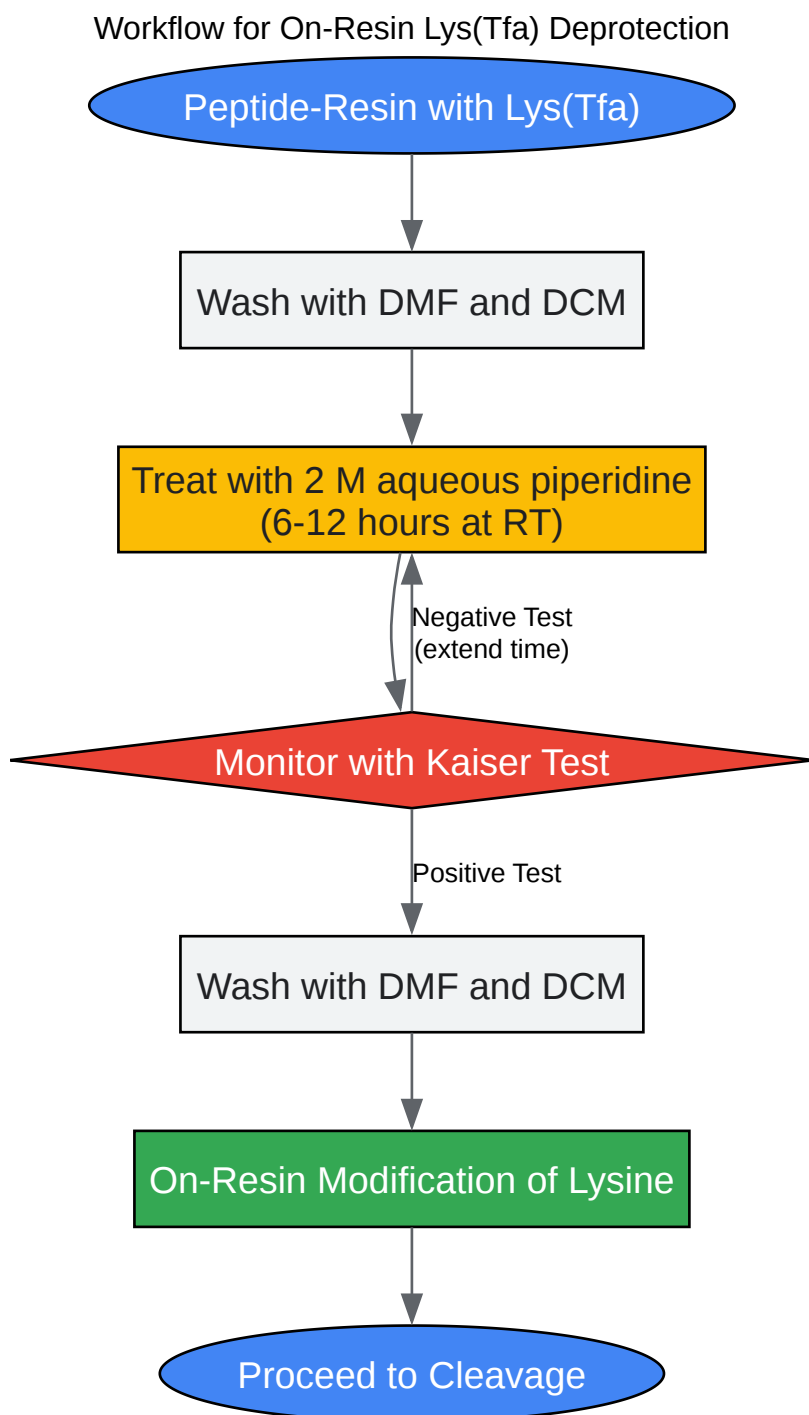 Workflow for On-Resin Lys(Tfa) Deprotection
Peptide-Resin with Lys(Tfa)
Wash with DMF and DCM
Treat with 2 M aqueous piperidine
(6-12 hours at RT)
Negative Test
(extend time)
Monitor with Kaiser Test
Positive Test
Wash with DMF and DCM
On-Resin Modification of Lysine
Proceed to Cleavage